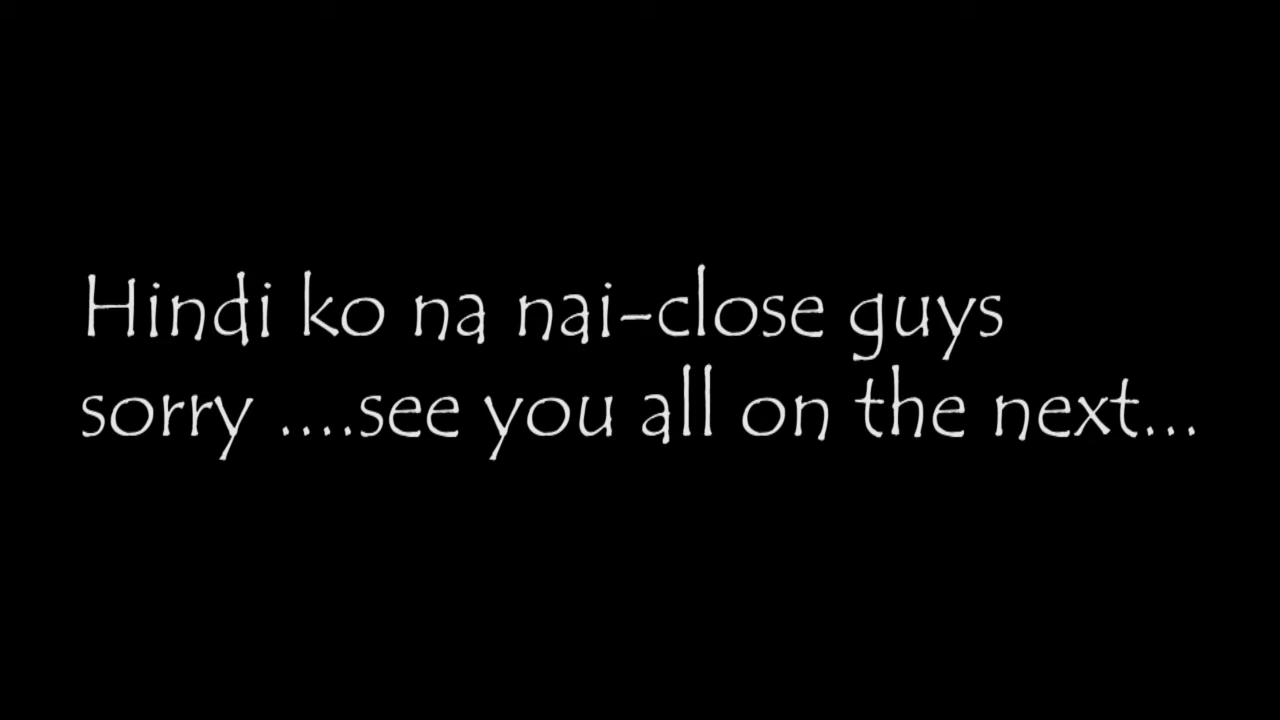 Hindi ko na nai-close guys
sorry ....see you all on the next...